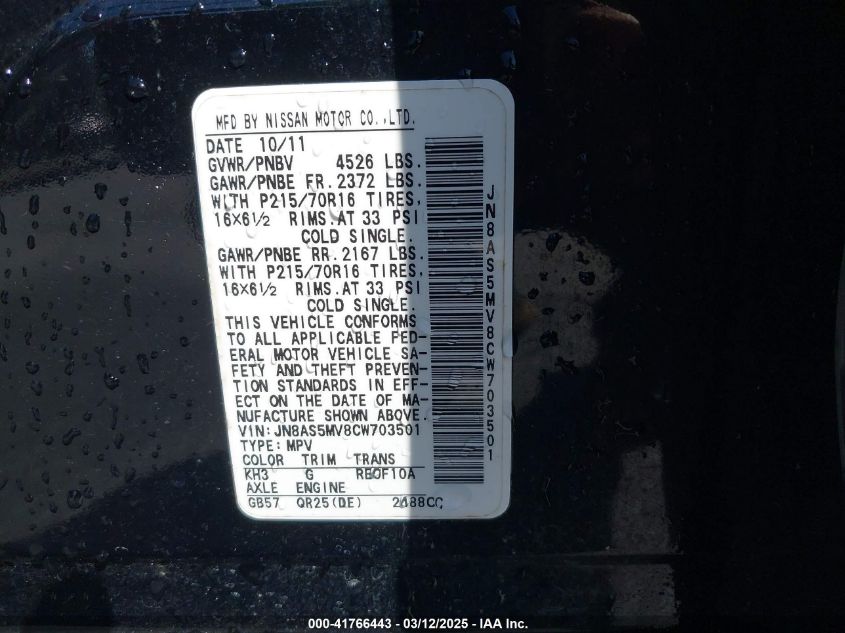 MFD BY NISSAN MOTOR CO.,LTD.
DATE 10/11
GVWR/PNBV 4526 LBS.
GAWR/PNBE FR. 2372 LBS.
WITH P215/70R16 TIRES,
16X6½ RIMS.AT 33 PSI
COLD SINGLE.
GAWR/PNBE RR. 2167 LBS.
WITH P215/70R16 TIRES,
16X6½ RIMS.AT 33 PSI
COLD SINGLE.
THIS VEHICLE CONFORMS
TO ALL APPLICABLE FED-
ERAL MOTOR VEHICLE SA-
FETY AND THEFT PREVEN-
TION STANDARDS IN EFF-
ECT ON THE DATE OF MA-
NUFACTURE SHOWN ABOVE.
VIN:JN8AS5MV8CW703501
TYPE:MPV
COLOR TRIM TRANS
KH3 G RE0F10A
AXLE ENGINE
GB57 QR25(DE) 2488CC
JN8AS5MV8CW703501
000-41766443 - 03/12/2025 - IAA Inc.